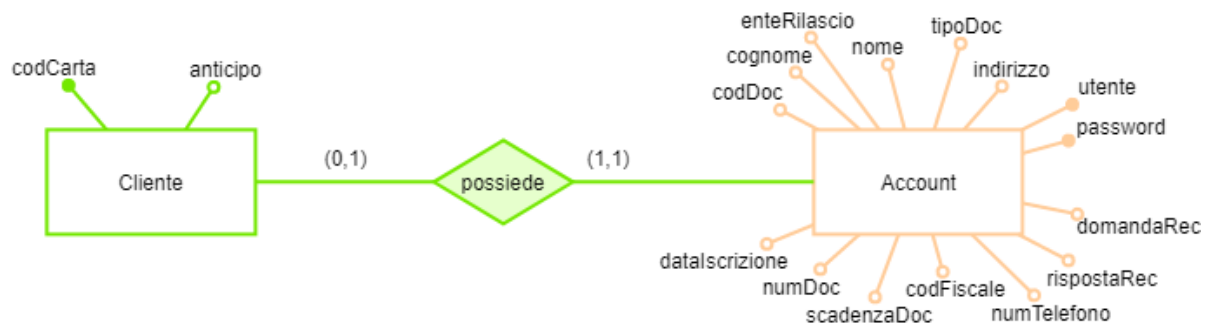 enteRilascio
tipoDoc
nome
cognome
codCarta
anticipo
indirizzo
codDoc
utente
password
(0,1)
(1,1)
Cliente
possiede
Account
domandaRec
dataIscrizione
rispostaRec
numDoc
codFiscale
scadenzaDoc
numTelefono